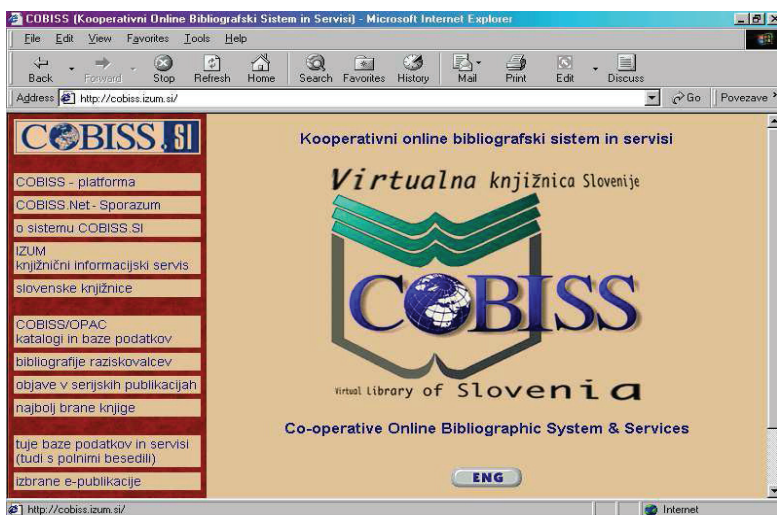 COBISS (Kooperativni Online Bibliografski Sistem in Servisi) - Microsoft Internet Explorer
File Edit View Favorites Tools Help
Back Forward Stop Refresh Home Search Favorites History Mail Print Edit Discuss
Address http://cobiss.izum.si/ Go Povezave »
COBISS.SI
COBISS - platforma
COBISS.Net - Sporazum
o sistemu COBISS.SI
IZUM
knjižnični informacijski servis
slovenske knjižnice
COBISS/OPAC
katalogi in baze podatkov
bibliografije raziskovalcev
objave v serijskih publikacijah
najbolj brane knjige
tuje baze podatkov in servisi
(tudi s polnimi besedili)
izbrane e-publikacije
Kooperativni online bibliografski sistem in servisi
Virtualna knjižnica Slovenije
COBISS
Virtual Library of Slovenia
Co-operative Online Bibliographic System & Services
ENG
http://cobiss.izum.si/ Internet